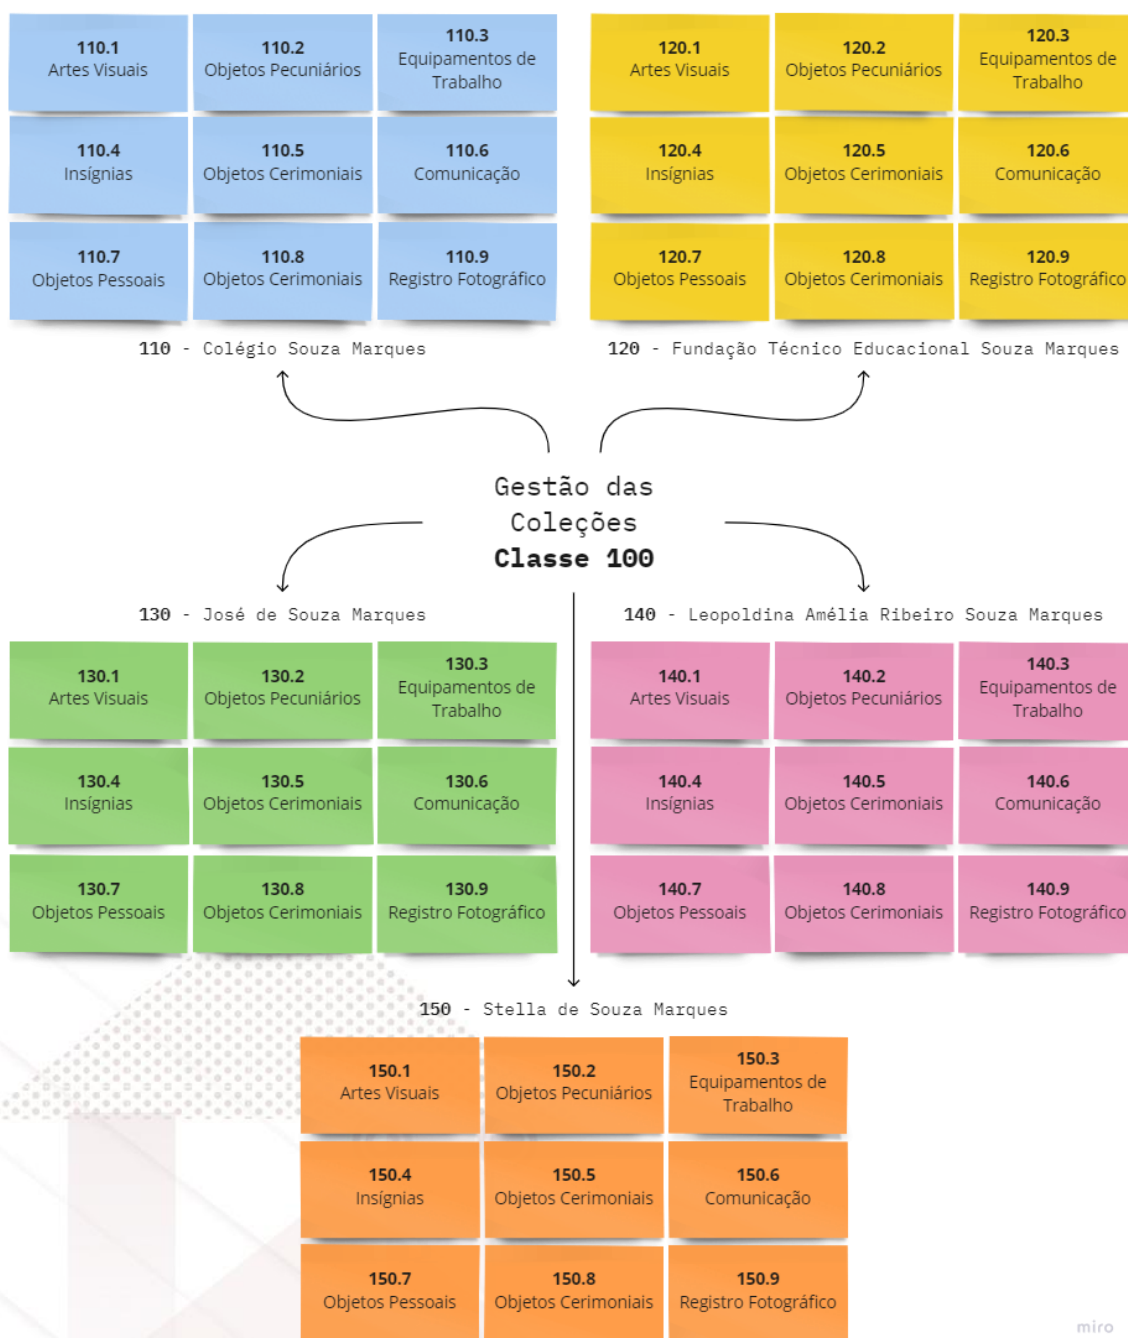 110.1
Artes Visuais
110.2
Objetos Pecuniários
110.3
Equipamentos de
Trabalho
110.4
Insígnias
110.5
Objetos Cerimoniais
110.6
Comunicação
110.7
Objetos Pessoais
110.8
Objetos Cerimoniais
110.9
Registro Fotográfico
110 - Colégio Souza Marques
120.1
Artes Visuais
120.2
Objetos Pecuniários
120.3
Equipamentos de
Trabalho
120.4
Insígnias
120.5
Objetos Cerimoniais
120.6
Comunicação
120.7
Objetos Pessoais
120.8
Objetos Cerimoniais
120.9
Registro Fotográfico
120 - Fundação Técnico Educacional Souza Marques
Gestão das
Coleções
Classe 100
130 - José de Souza Marques
130.1
Artes Visuais
130.2
Objetos Pecuniários
130.3
Equipamentos de
Trabalho
130.4
Insígnias
130.5
Objetos Cerimoniais
130.6
Comunicação
130.7
Objetos Pessoais
130.8
Objetos Cerimoniais
130.9
Registro Fotográfico
140 - Leopoldina Amélia Ribeiro Souza Marques
140.1
Artes Visuais
140.2
Objetos Pecuniários
140.3
Equipamentos de
Trabalho
140.4
Insígnias
140.5
Objetos Cerimoniais
140.6
Comunicação
140.7
Objetos Pessoais
140.8
Objetos Cerimoniais
140.9
Registro Fotográfico
150 - Stella de Souza Marques
150.1
Artes Visuais
150.2
Objetos Pecuniários
150.3
Equipamentos de
Trabalho
150.4
Insígnias
150.5
Objetos Cerimoniais
150.6
Comunicação
150.7
Objetos Pessoais
150.8
Objetos Cerimoniais
150.9
Registro Fotográfico
miro